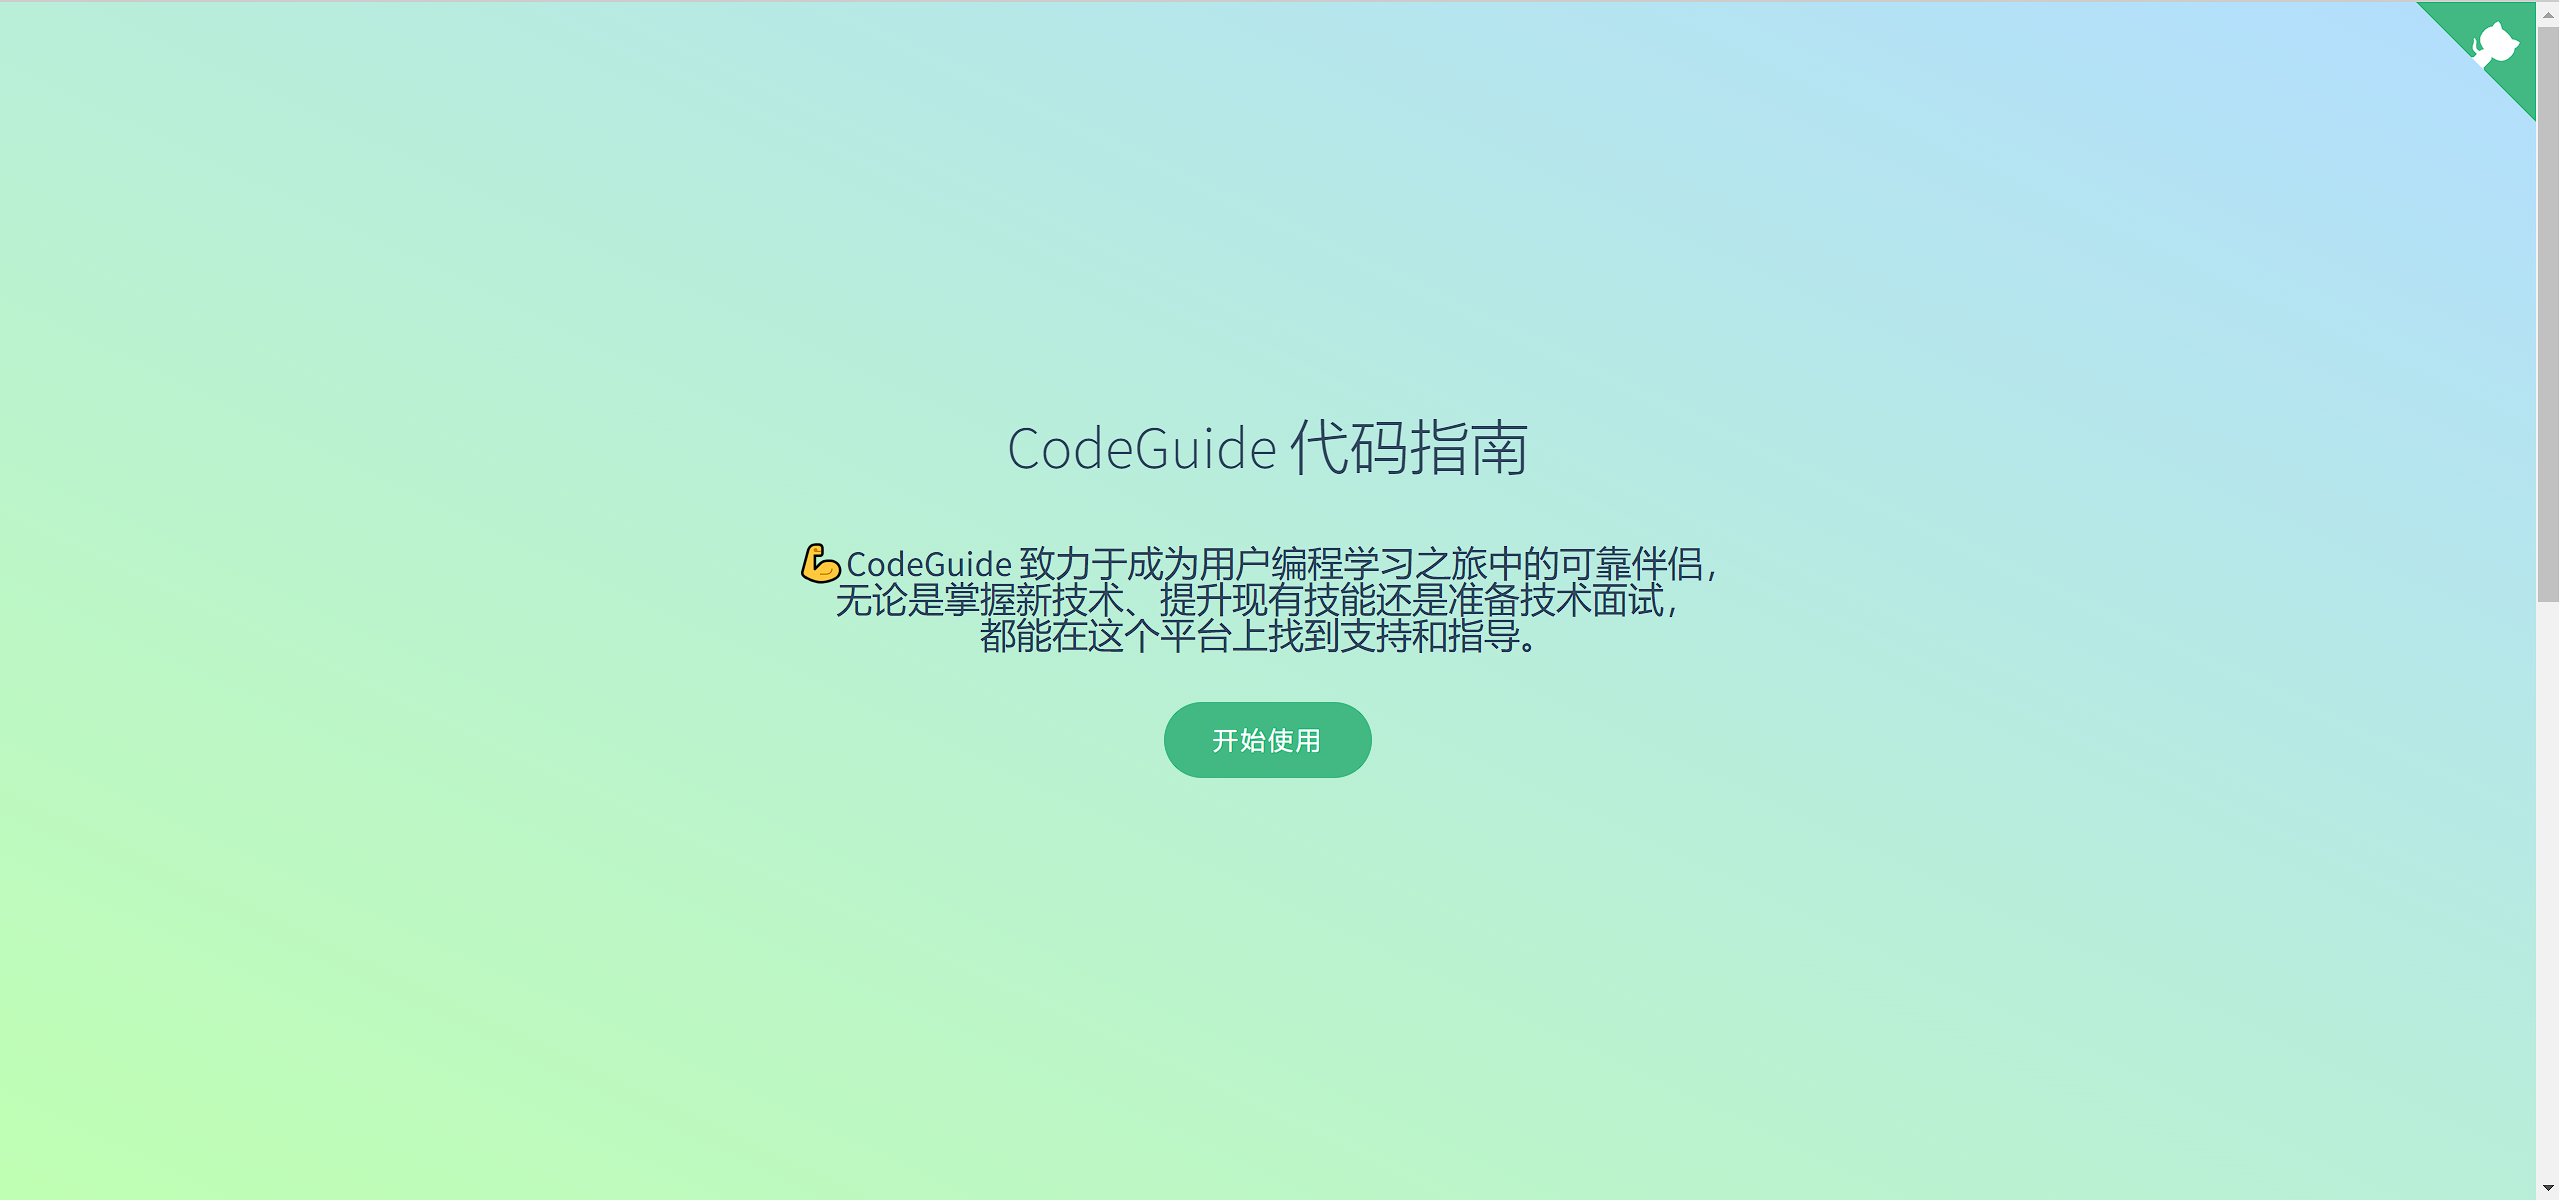 CodeGuide 代码指南
💪CodeGuide 致力于成为用户编程学习之旅中的可靠伴侣，
无论是掌握新技术、提升现有技能还是准备技术面试，
都能在这个平台上找到支持和指导。
开始使用